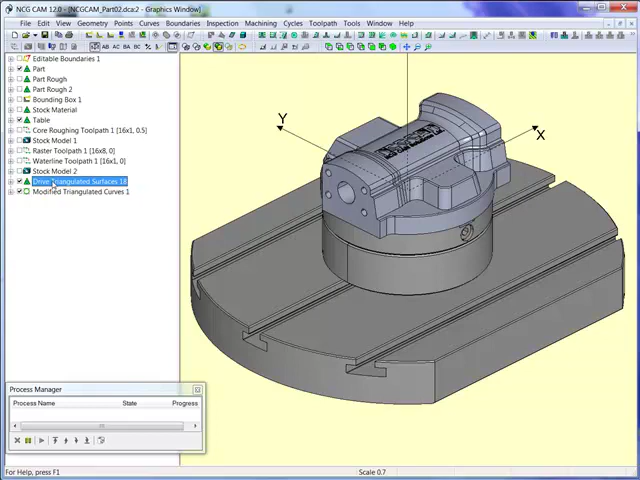 NCG CAM 12.0 - [NCGCAM_Part02.dca:2 - Graphics Window]
File Edit View Geometry Points Curves Boundaries Inspection Machining Cycles Toolpath Tools Window Help
Editable Boundaries 1
Part
Part Rough
Part Rough 2
Bounding Box 1
Stock Material
Table
Core Roughing Toolpath 1 [16x1, 0.5]
Stock Model 1
Raster Toolpath 1 [16x8, 0]
Waterline Toolpath 1 [16x1, 0]
Stock Model 2
Drive Triangulated Surfaces 18
Modified Triangulated Curves 1
Y
X
Process Manager
Process Name State Progress
For Help, press F1
Scale 0.7